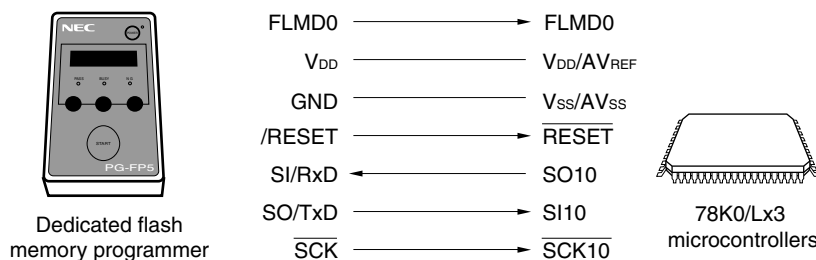 NEC
PASS BUSY NG
START
PG-FP5
Dedicated flash
memory programmer
FLMD0 FLMD0
VDD VDD/AVREF
GND VSS/AVSS
/RESET RESET
SI/RxD SO10
SO/TxD SI10
SCK SCK10
78K0/Lx3
microcontrollers